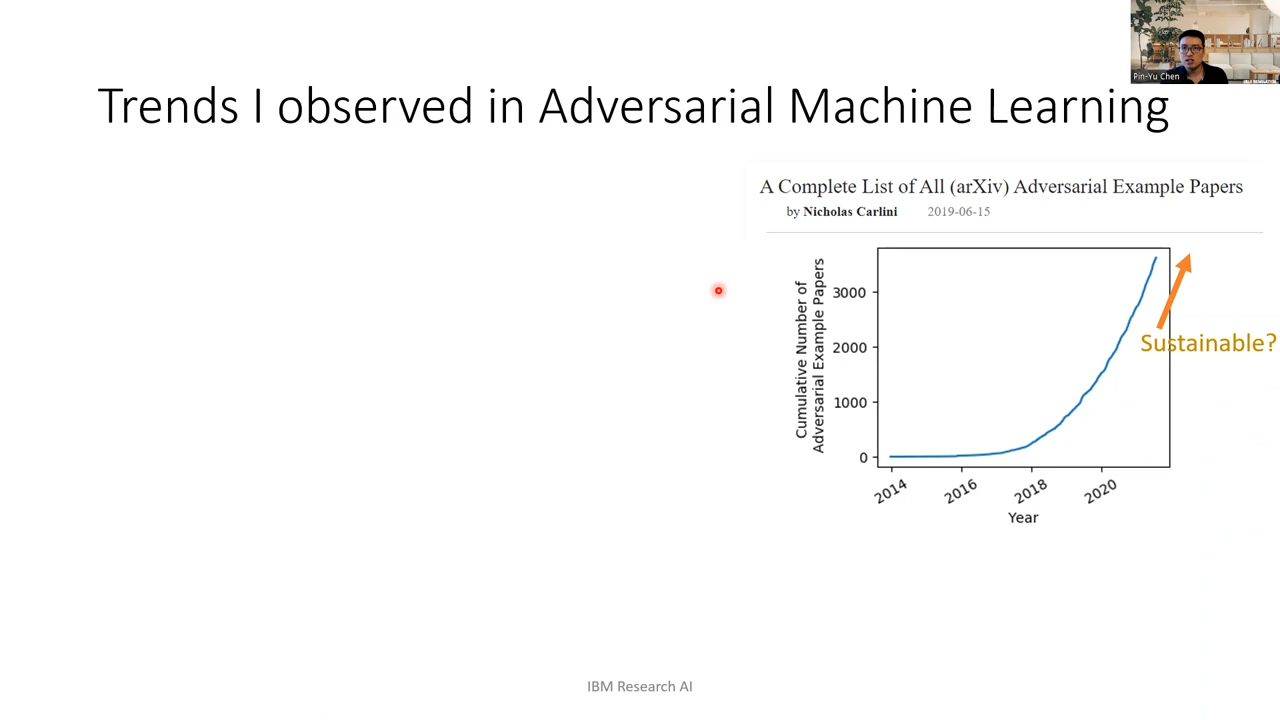 Pin-Yu Chen
Trends I observed in Adversarial Machine Learning
A Complete List of All (arXiv) Adversarial Example Papers
by Nicholas Carlini 2019-06-15
Cumulative Number of
Adversarial Example Papers
3000
2000
1000
0
Sustainable?
2014
2016
2018
2020
Year
IBM Research AI